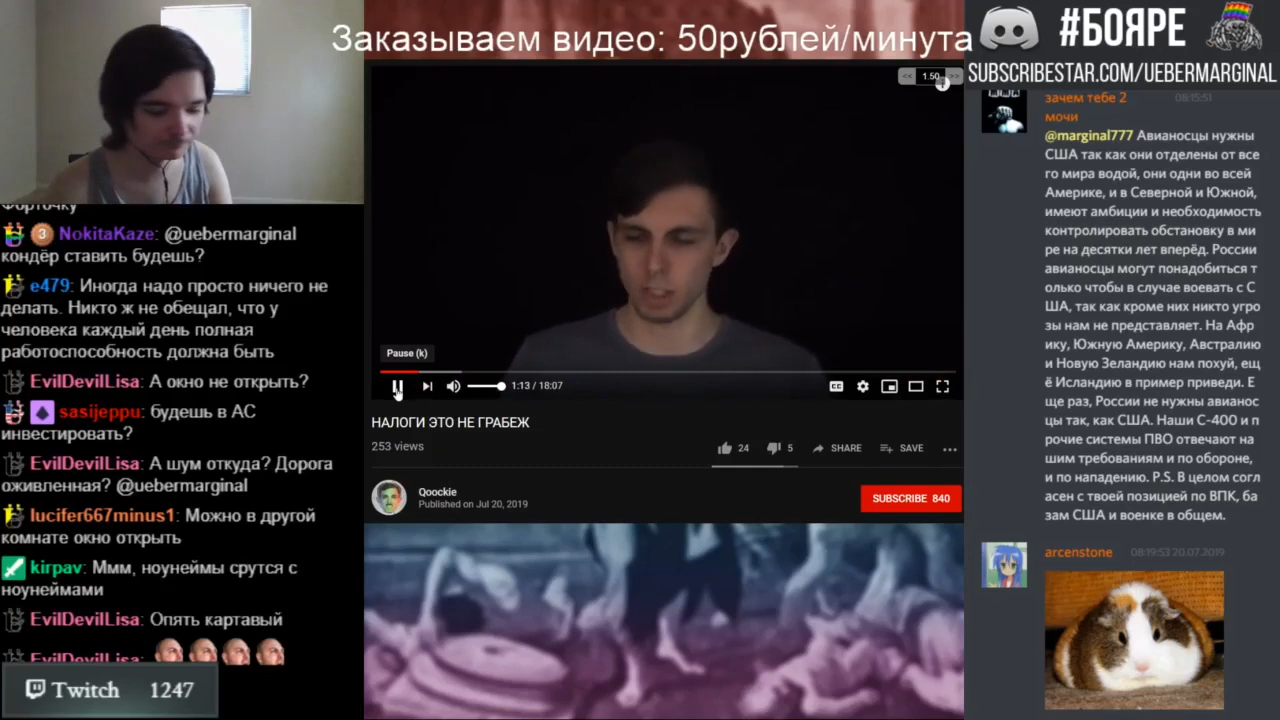 Заказываем видео: 50рублей/минута
#БОЯРЕ
SUBSCRIBESTAR.COM/UEBERMARGINAL
форточку
NokitaKaze: @uebermarginal
кондёр ставить будешь?
e479: Иногда надо просто ничего не
делать. Никто ж не обещал, что у
человека каждый день полная
работоспособность должна быть
EvilDevilLisa: А окно не открыть?
sasijeppu: будешь в АС
инвестировать?
EvilDevilLisa: А шум откуда? Дорога
оживленная? @uebermarginal
lucifer667minus1: Можно в другой
комнате окно открыть
kirpav: Ммм, ноунеймы срутся с
ноунеймами
EvilDevilLisa: Опять картавый
EvilDevilLisa:
Twitch 1247
<< 1.50 >>
Pause (k)
1:13 / 18:07
CC
НАЛОГИ ЭТО НЕ ГРАБЕЖ
253 views
24 5 SHARE SAVE
Qoockie
Published on Jul 20, 2019
SUBSCRIBE 840
зачем тебе 2 08:15:51
мочи
@marginal777 Авианосцы нужны
США так как они отделены от все
го мира водой, они одни во всей
Америке, и в Северной и Южной,
имеют амбиции и необходимость
контролировать обстановку в ми
ре на десятки лет вперёд. России
авианосцы могут понадобиться т
олько чтобы в случае воевать с С
ША, так как кроме них никто угро
зы нам не представляет. На Афр
ику, Южную Америку, Австралию
и Новую Зеландию нам похуй, ещ
ё Исландию в пример приведи. Е
ще раз, России не нужны авианос
цы так, как США. Наши С-400 и п
рочие системы ПВО отвечают на
шим требованиям и по обороне,
и по нападению. P.S. В целом согл
асен с твоей позицией по ВПК, ба
зам США и военке в общем.
arcenstone 08:19:53 20.07.2019